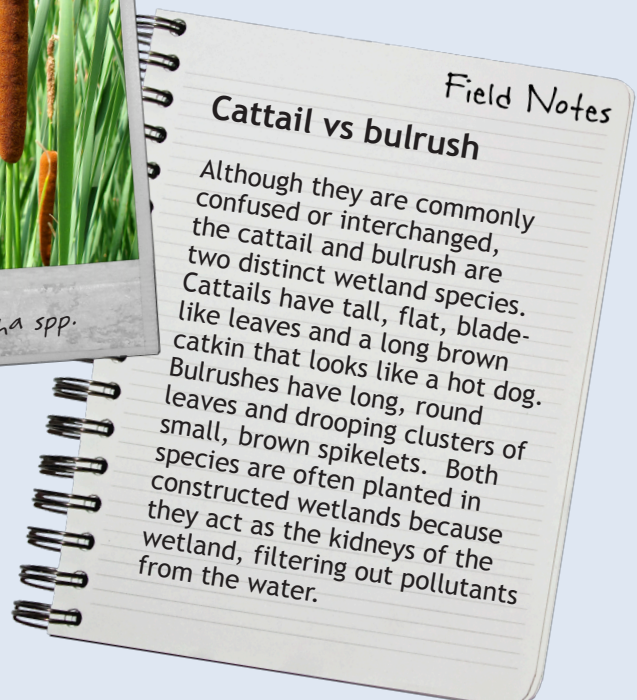 Field Notes
Cattail vs bulrush
Although they are commonly
confused or interchanged,
the cattail and bulrush are
two distinct wetland species.
Cattails have tall, flat, blade-
like leaves and a long brown
catkin that looks like a hot dog.
Bulrushes have long, round
leaves and drooping clusters of
small, brown spikelets.  Both
species are often planted in
constructed wetlands because
they act as the kidneys of the
wetland, filtering out pollutants
from the water.
spp.